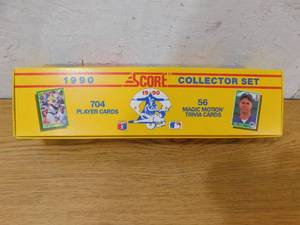 1990 SCORE COLLECTOR SET
1990
704
PLAYER CARDS
56
MAGIC MOTION
TRIVIA CARDS